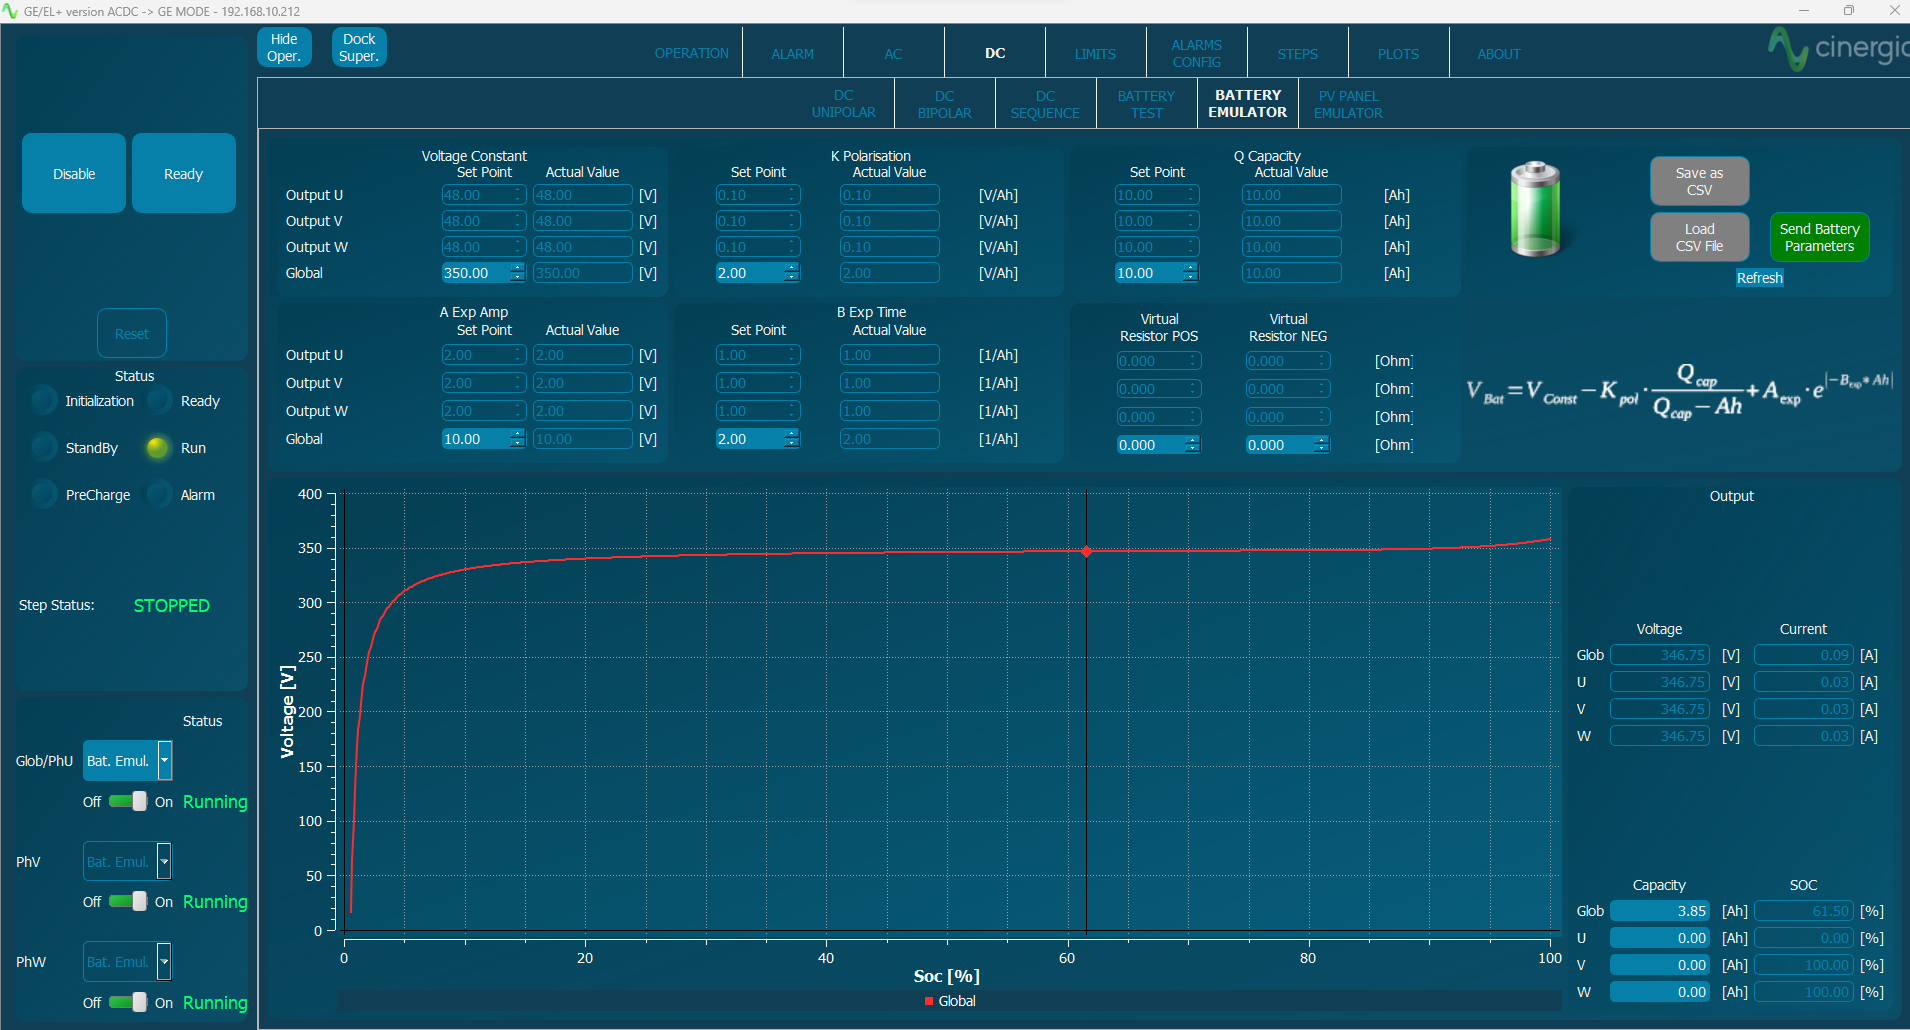 GE/EL+ version ACDC -> GE MODE - 192.168.10.212
Hide
Oper.
Dock
Super.
OPERATION
ALARM
AC
DC
LIMITS
ALARMS
CONFIG
STEPS
PLOTS
ABOUT
cinergia
DC
UNIPOLAR
DC
BIPOLAR
DC
SEQUENCE
BATTERY
TEST
BATTERY
EMULATOR
PV PANEL
EMULATOR
Disable
Ready
Reset
Status
Initialization
Ready
StandBy
Run
PreCharge
Alarm
Step Status: STOPPED
Status
Glob/PhU Bat. Emul.
Off On Running
PhV Bat. Emul.
Off On Running
PhW Bat. Emul.
Off On Running
Voltage Constant
Set Point Actual Value
Output U 48.00 48.00 [V]
Output V 48.00 48.00 [V]
Output W 48.00 48.00 [V]
Global 350.00 350.00 [V]
K Polarisation
Set Point Actual Value
0.10 0.10 [V/Ah]
0.10 0.10 [V/Ah]
0.10 0.10 [V/Ah]
2.00 2.00 [V/Ah]
Q Capacity
Set Point Actual Value
10.00 10.00 [Ah]
10.00 10.00 [Ah]
10.00 10.00 [Ah]
10.00 10.00 [Ah]
Save as
CSV
Load
CSV File
Send Battery
Parameters
Refresh
A Exp Amp
Set Point Actual Value
Output U 2.00 2.00 [V]
Output V 2.00 2.00 [V]
Output W 2.00 2.00 [V]
Global 10.00 10.00 [V]
B Exp Time
Set Point Actual Value
1.00 1.00 [1/Ah]
1.00 1.00 [1/Ah]
1.00 1.00 [1/Ah]
2.00 2.00 [1/Ah]
Virtual
Resistor POS
Virtual
Resistor NEG
0.000 0.000 [Ohm]
0.000 0.000 [Ohm]
0.000 0.000 [Ohm]
0.000 0.000 [Ohm]
V Bat = V Const − K pol · Q cap / Q cap − Ah + A exp · e |−B exp * Ah|
Voltage [V]
400
350
300
250
200
150
100
50
0
0 20 40 60 80 100
Soc [%]
Global
Output
Voltage Current
Glob 346.75 [V] 0.09 [A]
U 346.75 [V] 0.03 [A]
V 346.75 [V] 0.03 [A]
W 346.75 [V] 0.03 [A]
Capacity SOC
Glob 3.85 [Ah] 61.50 [%]
U 0.00 [Ah] 0.00 [%]
V 0.00 [Ah] 100.00 [%]
W 0.00 [Ah] 100.00 [%]